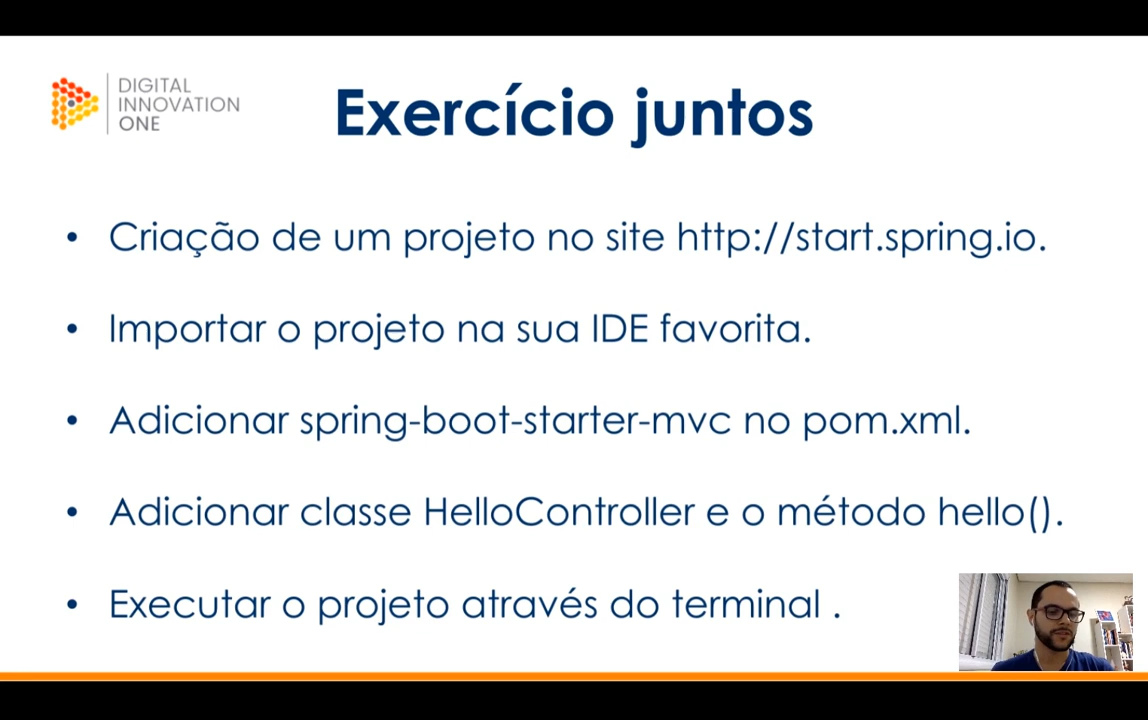 DIGITAL
INNOVATION
ONE
Exercício juntos
• Criação de um projeto no site http://start.spring.io.
• Importar o projeto na sua IDE favorita.
• Adicionar spring-boot-starter-mvc no pom.xml.
• Adicionar classe HelloController e o método hello().
• Executar o projeto através do terminal .